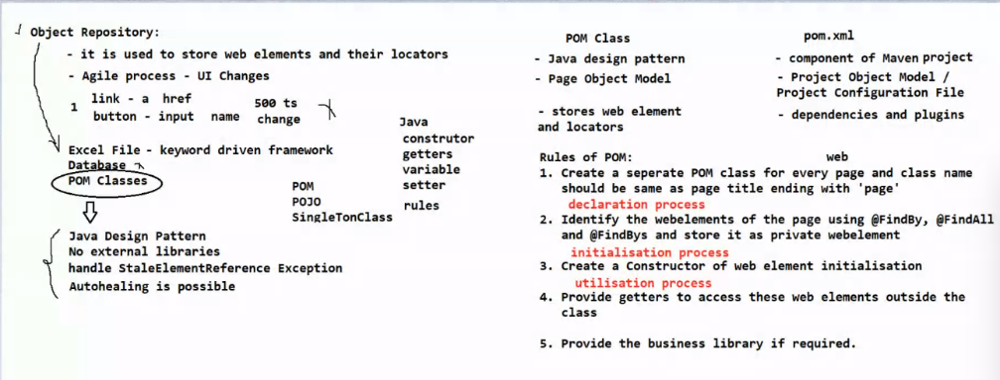 Object Repository:
- it is used to store web elements and their locators
- Agile process - UI Changes
1
link - a href
button - input name
500 ts
change
Excel File - keyword driven framework
Database
POM Classes
Java Design Pattern
No external libraries
handle StaleElementReference Exception
Autohealing is possible
POM
POJO
SingleTonClass
Java
construtor
getters
variable
setter
rules
POM Class
- Java design pattern
- Page Object Model
- stores web element
and locators
pom.xml
- component of Maven project
- Project Object Model /
Project Configuration File
- dependencies and plugins
Rules of POM:
web
1. Create a seperate POM class for every page and class name
should be same as page title ending with 'page'
declaration process
2. Identify the webelements of the page using @FindBy, @FindAll
and @FindBys and store it as private webelement
initialisation process
3. Create a Constructor of web element initialisation
utilisation process
4. Provide getters to access these web elements outside the
class
5. Provide the business library if required.